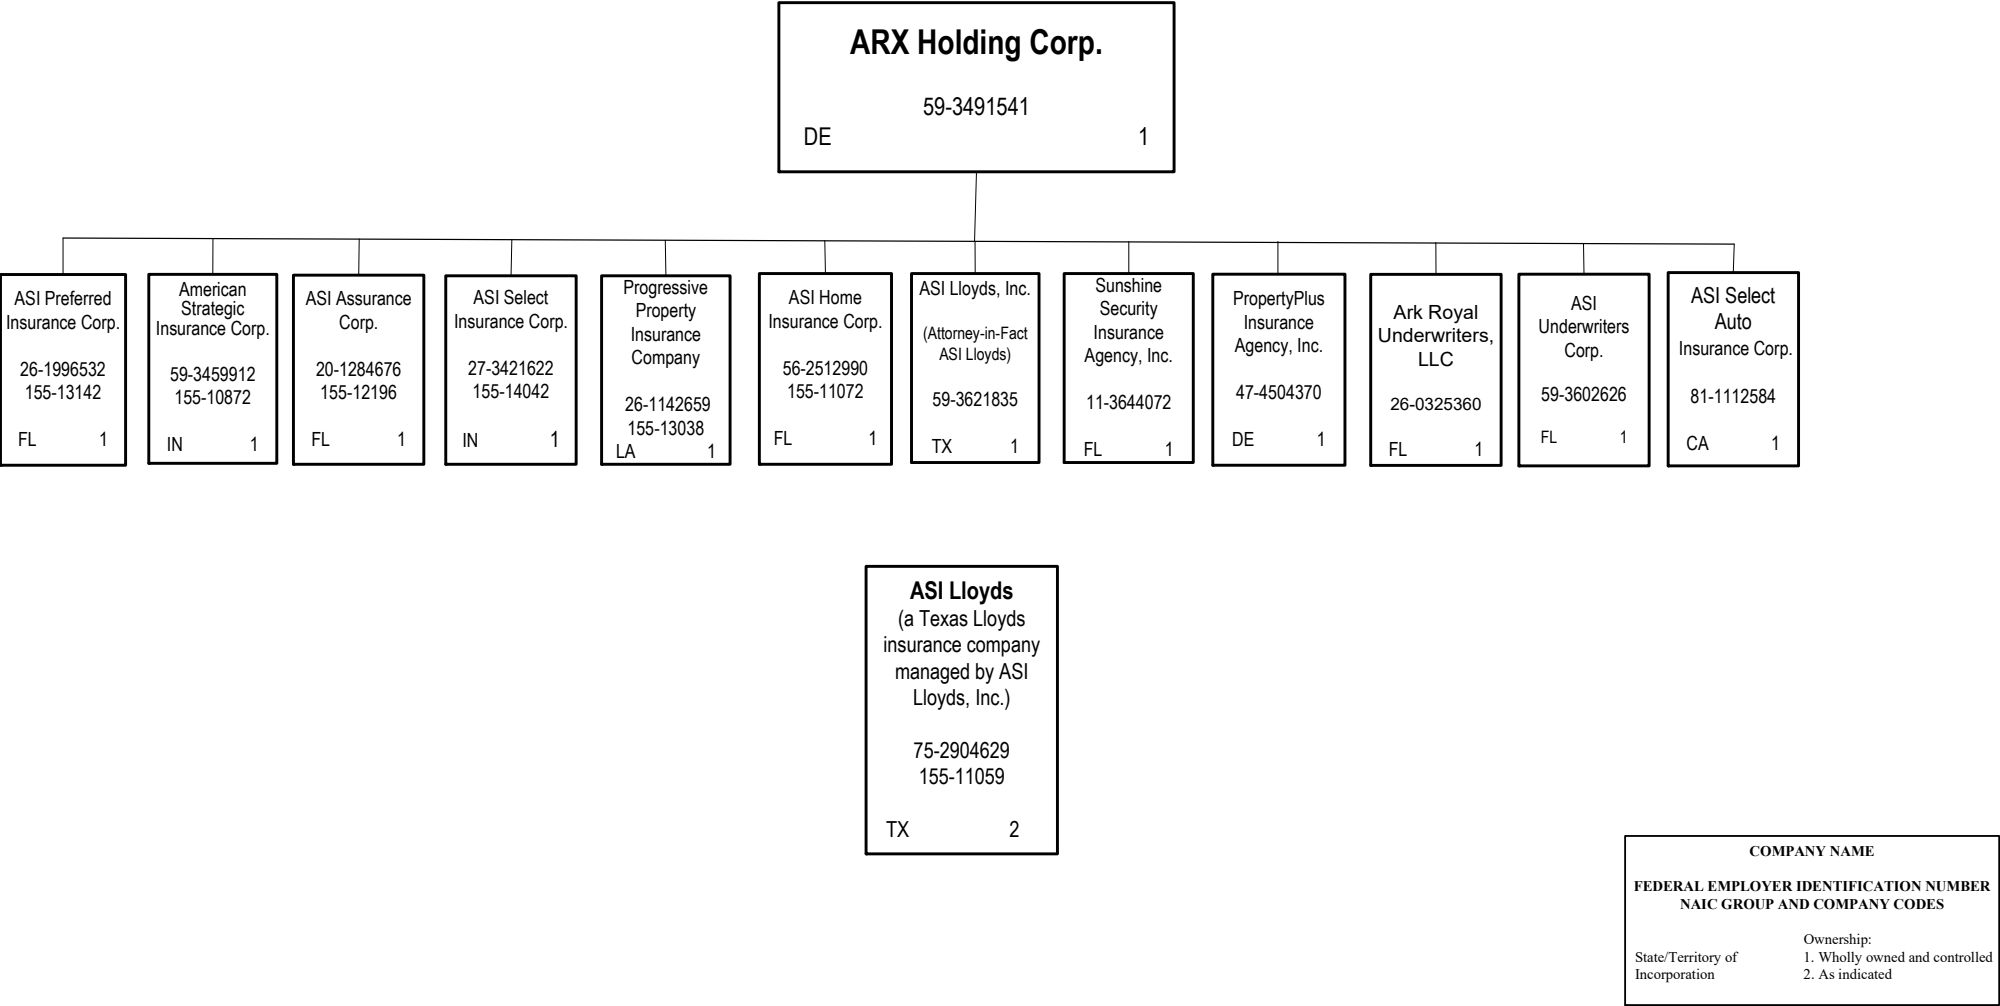 ARX Holding Corp.
59-3491541
DE 1
ASI Preferred
Insurance Corp.
26-1996532
155-13142
FL 1
American
Strategic
Insurance Corp.
59-3459912
155-10872
IN 1
ASI Assurance
Corp.
20-1284676
155-12196
FL 1
ASI Select
Insurance Corp.
27-3421622
155-14042
IN 1
Progressive
Property
Insurance
Company
26-1142659
155-13038
LA 1
ASI Home
Insurance Corp.
56-2512990
155-11072
FL 1
ASI Lloyds, Inc.
(Attorney-in-Fact
ASI Lloyds)
59-3621835
TX 1
Sunshine
Security
Insurance
Agency, Inc.
11-3644072
FL 1
PropertyPlus
Insurance
Agency, Inc.
47-4504370
DE 1
Ark Royal
Underwriters,
LLC
26-0325360
FL 1
ASI
Underwriters
Corp.
59-3602626
FL 1
ASI Select
Auto
Insurance Corp.
81-1112584
CA 1
ASI Lloyds
(a Texas Lloyds
insurance company
managed by ASI
Lloyds, Inc.)
75-2904629
155-11059
TX 2
COMPANY NAME
FEDERAL EMPLOYER IDENTIFICATION NUMBER
NAIC GROUP AND COMPANY CODES
Ownership:
State/Territory of 1. Wholly owned and controlled
Incorporation 2. As indicated